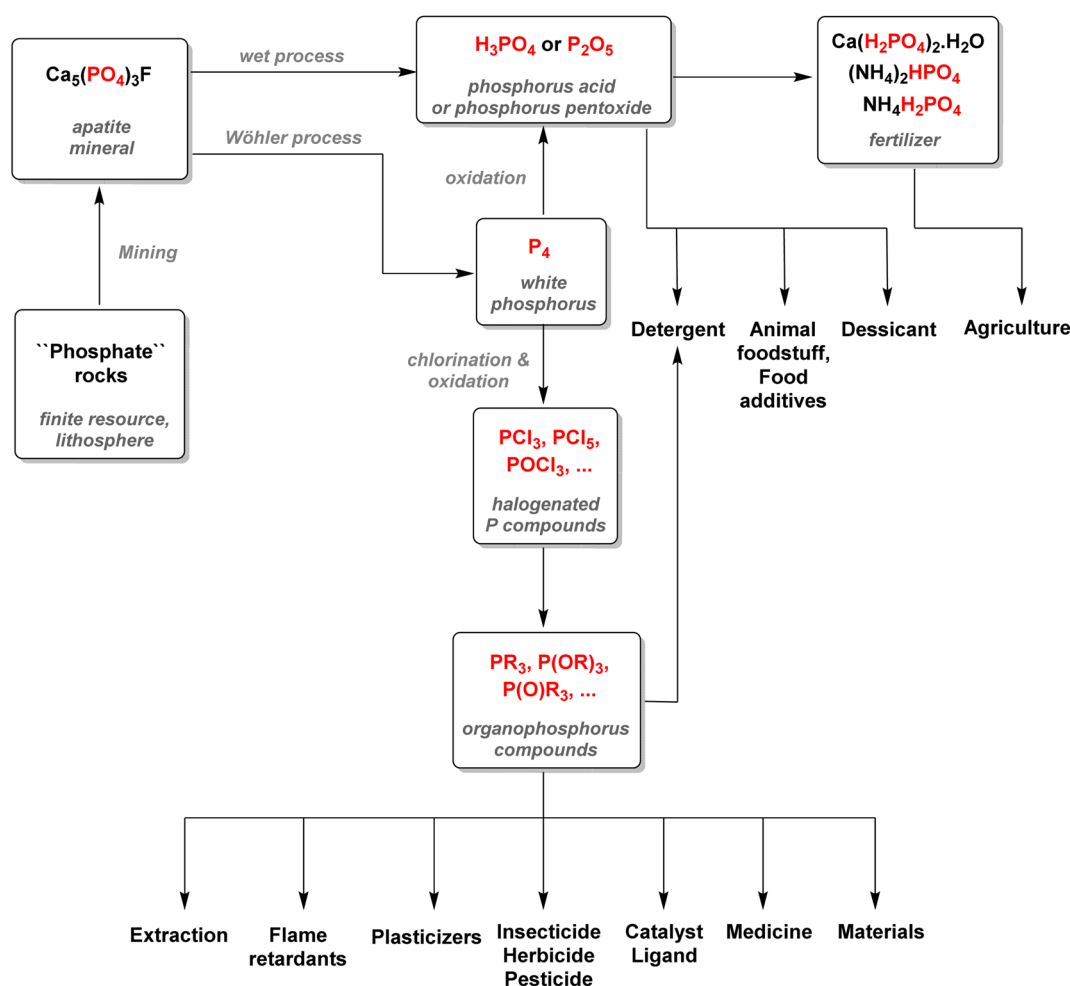 Ca₅(PO₄)₃F
apatite
mineral
wet process
Wöhler process
H₃PO₄ or P₂O₅
phosphorus acid
or phosphorus pentoxide
Ca(H₂PO₄)₂.H₂O
(NH₄)₂HPO₄
NH₄H₂PO₄
fertilizer
oxidation
Mining
P₄
white
phosphorus
``Phosphate``
rocks
finite resource,
lithosphere
Detergent
Animal
foodstuff,
Food
additives
Dessicant
Agriculture
chlorination &
oxidation
PCl₃, PCl₅,
POCl₃, ...
halogenated
P compounds
PR₃, P(OR)₃,
P(O)R₃, ...
organophosphorus
compounds
Extraction
Flame
retardants
Plasticizers
Insecticide
Herbicide
Pesticide
Catalyst
Ligand
Medicine
Materials